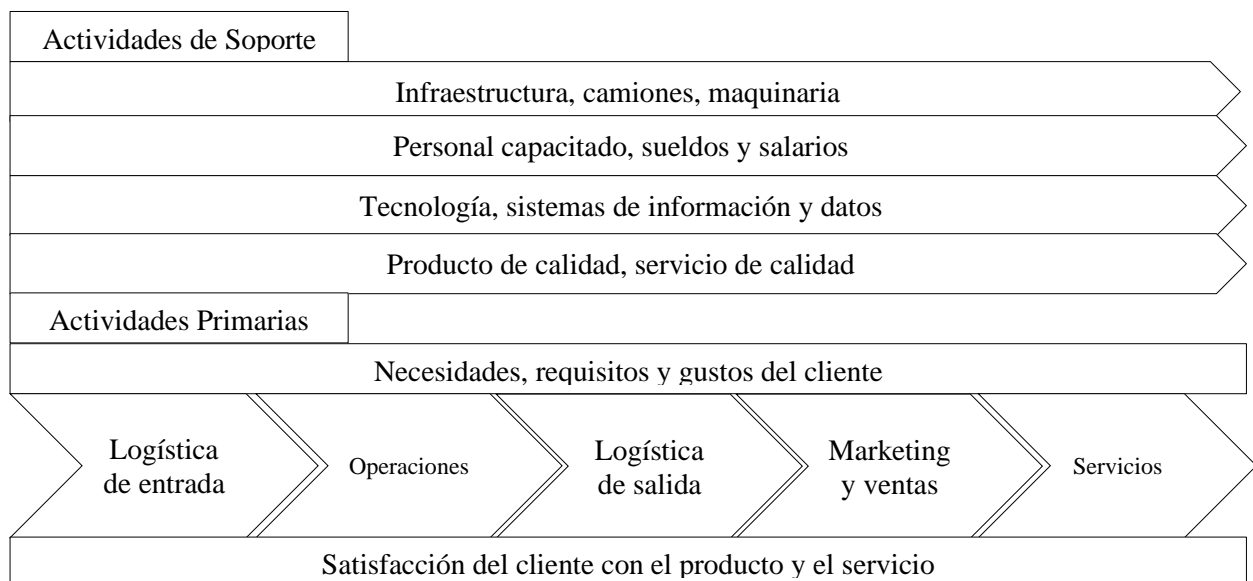 Actividades de Soporte
Infraestructura, camiones, maquinaria
Personal capacitado, sueldos y salarios
Tecnología, sistemas de información y datos
Producto de calidad, servicio de calidad
Actividades Primarias
Necesidades, requisitos y gustos del cliente
Logística
de entrada
Operaciones
Logística
de salida
Marketing
y ventas
Servicios
Satisfacción del cliente con el producto y el servicio